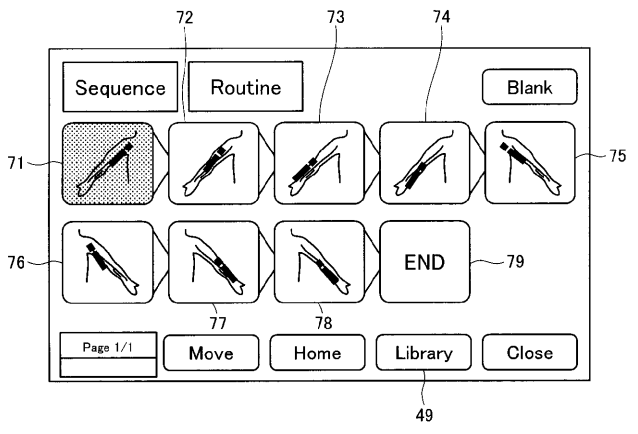 72 73 74
Sequence Routine Blank
71 75
76 END 79
77 78
Page 1/1 Move Home Library Close
49